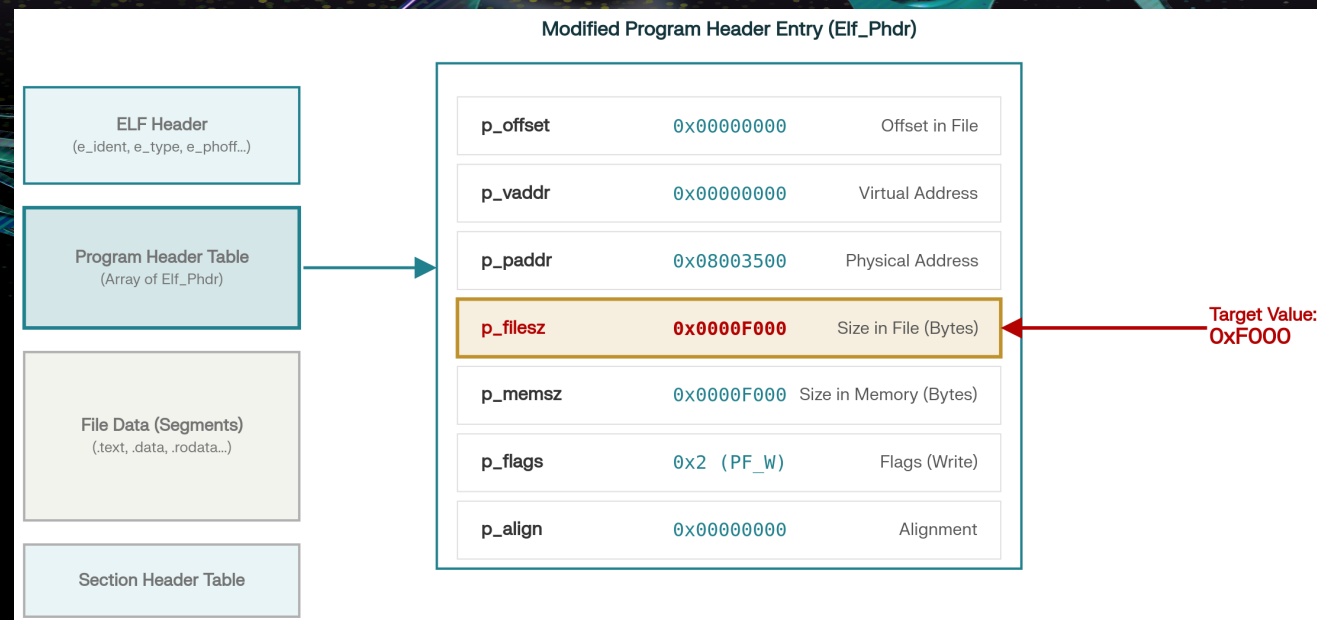 Modified Program Header Entry (Elf_Phdr)
ELF Header
(e_ident, e_type, e_phoff...)
Program Header Table
(Array of Elf_Phdr)
File Data (Segments)
(.text, .data, .rodata...)
Section Header Table
p_offset 0x00000000 Offset in File
p_vaddr 0x00000000 Virtual Address
p_paddr 0x08003500 Physical Address
p_filesz 0x0000F000 Size in File (Bytes)
p_memsz 0x0000F000 Size in Memory (Bytes)
p_flags 0x2 (PF_W) Flags (Write)
p_align 0x00000000 Alignment
Target Value:
0xF000